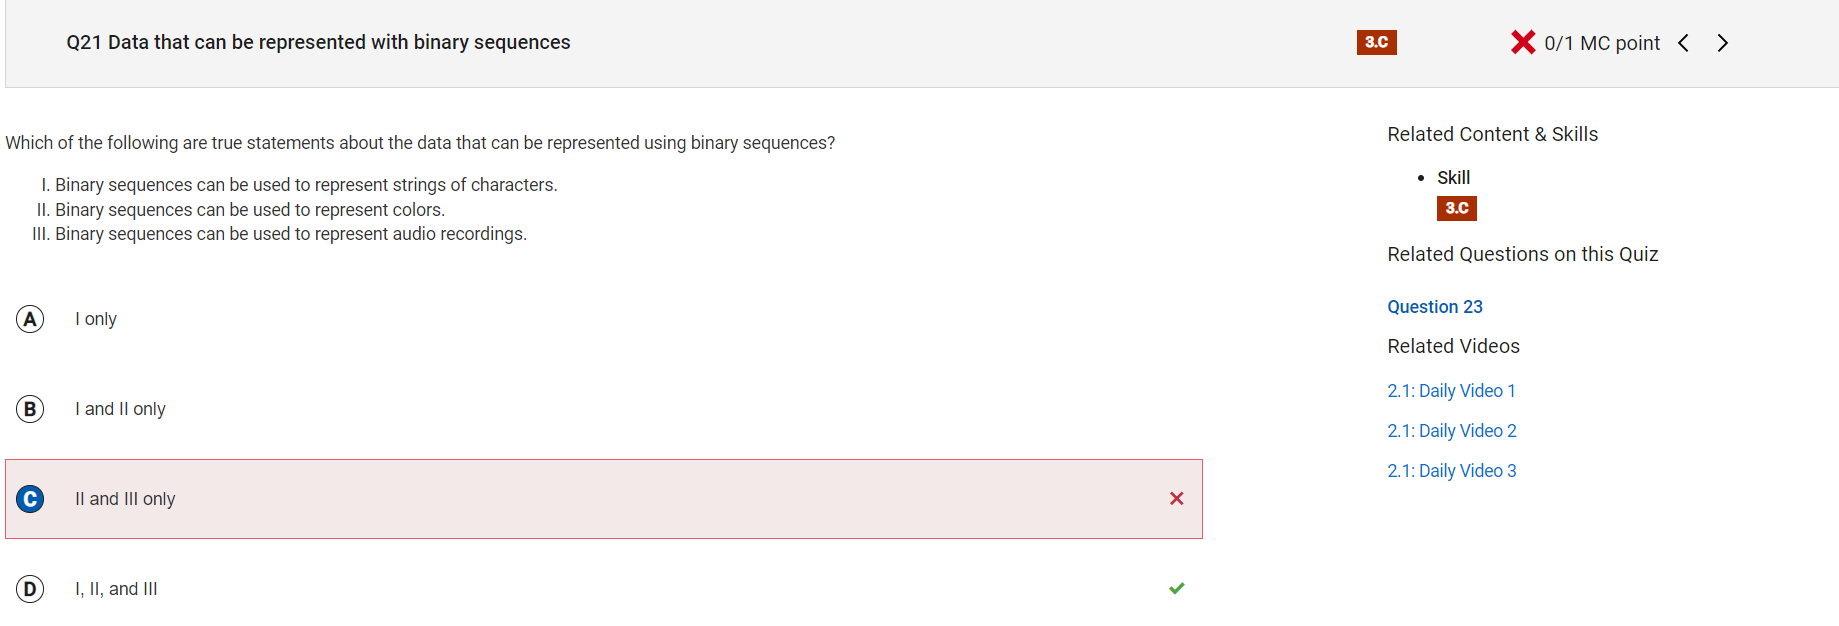 Q21 Data that can be represented with binary sequences
3.C
0/1 MC point
Which of the following are true statements about the data that can be represented using binary sequences?
I. Binary sequences can be used to represent strings of characters.
II. Binary sequences can be used to represent colors.
III. Binary sequences can be used to represent audio recordings.
A I only
B I and II only
C II and III only
D I, II, and III
Related Content & Skills
• Skill
3.C
Related Questions on this Quiz
Question 23
Related Videos
2.1: Daily Video 1
2.1: Daily Video 2
2.1: Daily Video 3